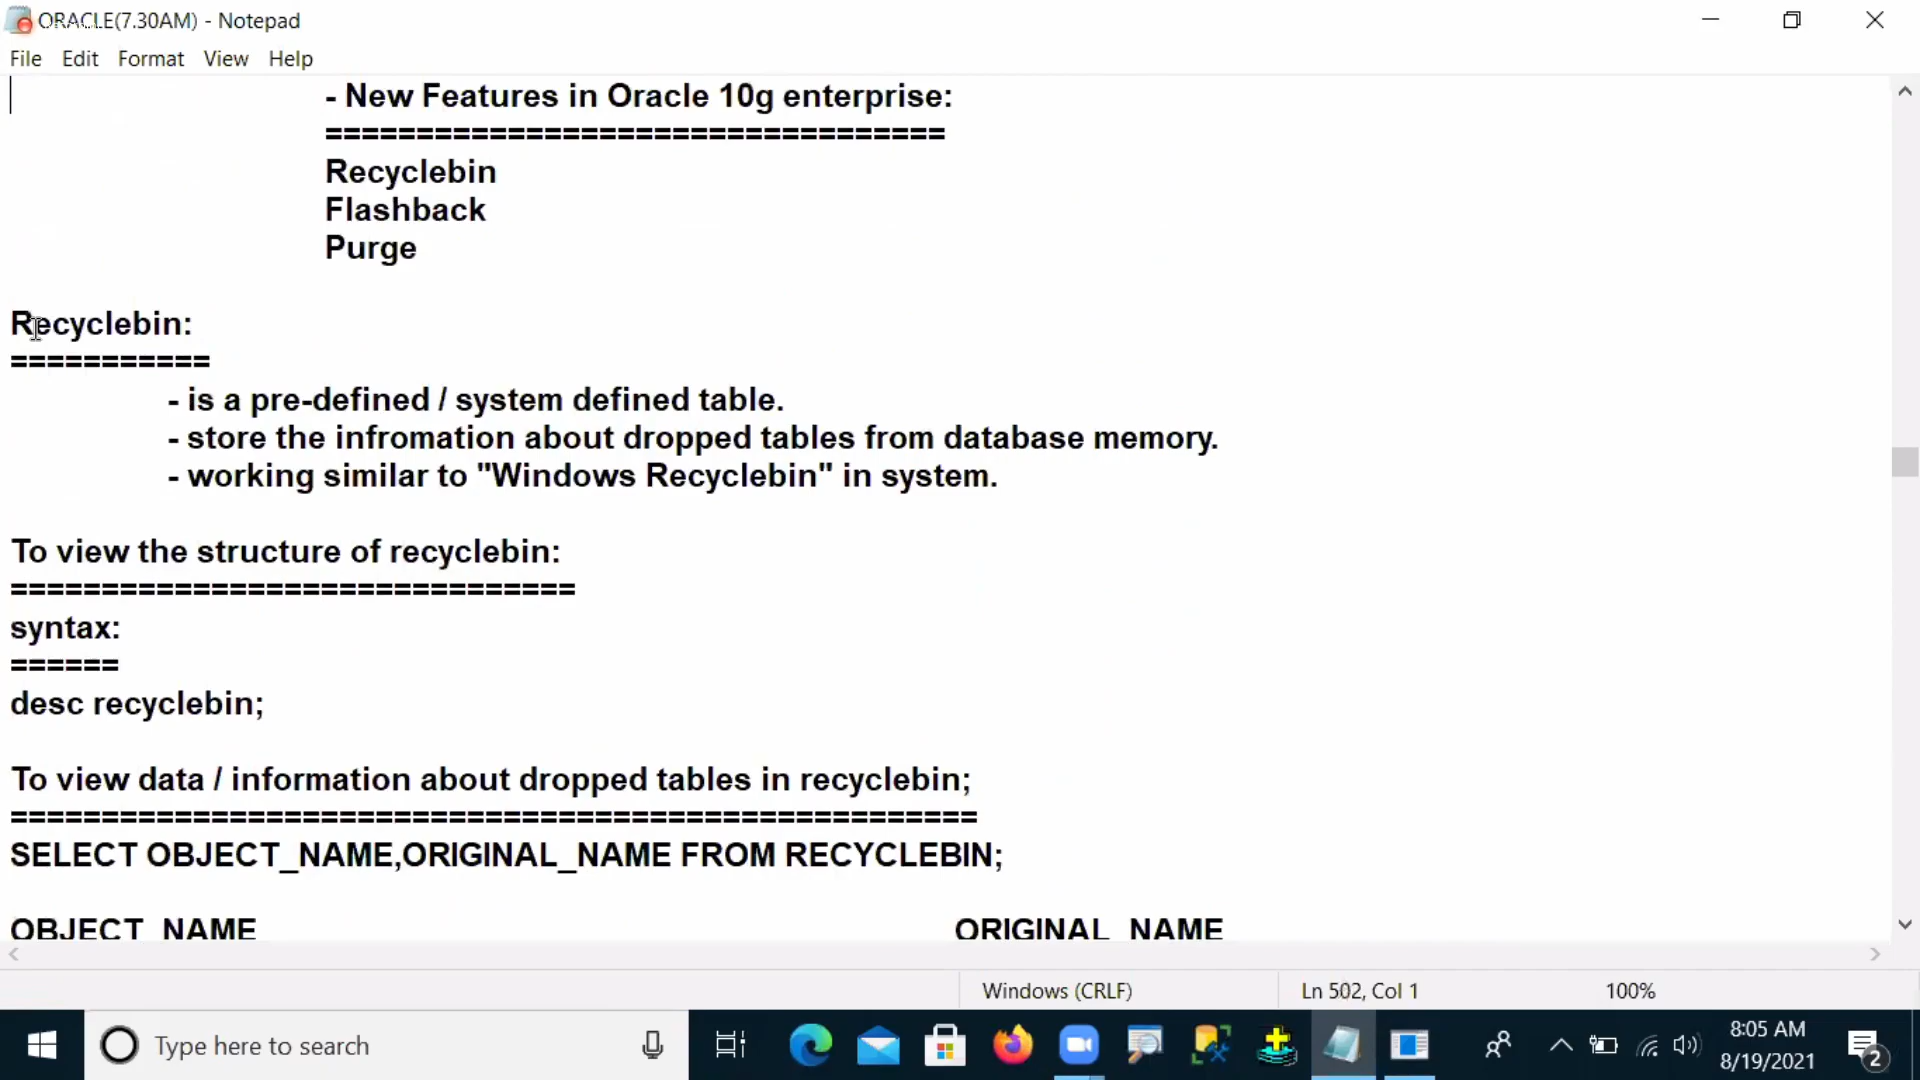 ORACLE(7.30AM) - Notepad
File Edit Format View Help
- New Features in Oracle 10g enterprise:
==================================
Recyclebin
Flashback
Purge
Recyclebin:
===========
- is a pre-defined / system defined table.
- store the infromation about dropped tables from database memory.
- working similar to "Windows Recyclebin" in system.
To view the structure of recyclebin:
===============================
syntax:
======
desc recyclebin;
To view data / information about dropped tables in recyclebin;
=====================================================
SELECT OBJECT_NAME,ORIGINAL_NAME FROM RECYCLEBIN;
OBJECT_NAME ORIGINAL_NAME
Windows (CRLF) Ln 502, Col 1 100%
Type here to search
8:05 AM
8/19/2021
2